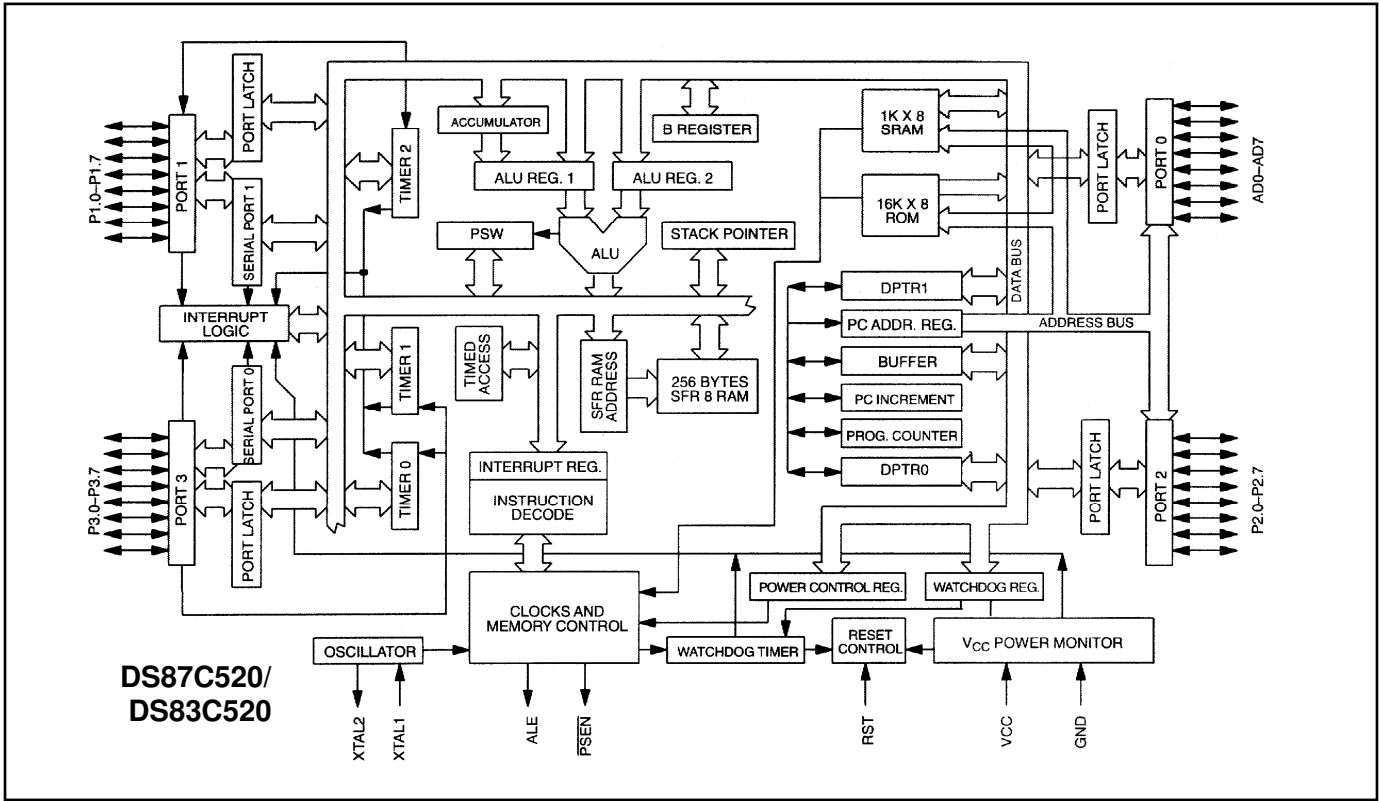 P1.0–P1.7
PORT 1
PORT LATCH
SERIAL PORT 1
INTERRUPT
LOGIC
SERIAL PORT 0
P3.0–P3.7
PORT 3
PORT LATCH
TIMER 2
TIMER 1
TIMER 0
ACCUMULATOR
B REGISTER
ALU REG. 1
ALU REG. 2
PSW
ALU
STACK POINTER
TIMED
ACCESS
SFR RAM
ADDRESS
256 BYTES
SFR 8 RAM
INTERRUPT REG.
INSTRUCTION
DECODE
1K X 8
SRAM
16K X 8
ROM
DPTR1
PC ADDR. REG.
BUFFER
PC INCREMENT
PROG. COUNTER
DPTR0
DATA BUS
ADDRESS BUS
PORT LATCH
PORT 0
AD0–AD7
PORT LATCH
PORT 2
P2.0–P2.7
CLOCKS AND
MEMORY CONTROL
POWER CONTROL REG.
WATCHDOG REG.
OSCILLATOR
WATCHDOG TIMER
RESET
CONTROL
VCC POWER MONITOR
DS87C520/
DS83C520
XTAL2
XTAL1
ALE
PSEN
RST
VCC
GND